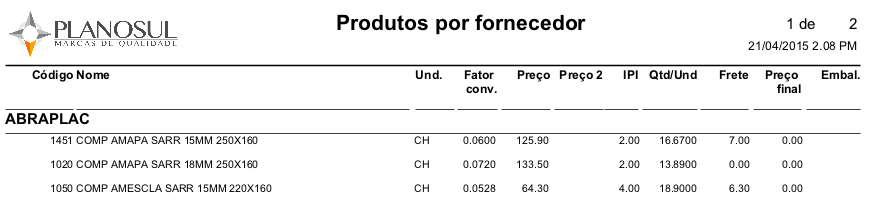 PLANOSUL
MARCAS DE QUALIDADE
Produtos por fornecedor
1 de 2
21/04/2015 2.08 PM
Código Nome Und. Fator conv. Preço Preço 2 IPI Qtd/Und Frete Preço final Embal.
ABRAPLAC
1451 COMP AMAPA SARR 15MM 250X160 CH 0.0600 125.90 2.00 16.6700 7.00 0.00
1020 COMP AMAPA SARR 18MM 250X160 CH 0.0720 133.50 2.00 13.8900 0.00 0.00
1050 COMP AMESCLA SARR 15MM 220X160 CH 0.0528 64.30 4.00 18.9000 6.30 0.00